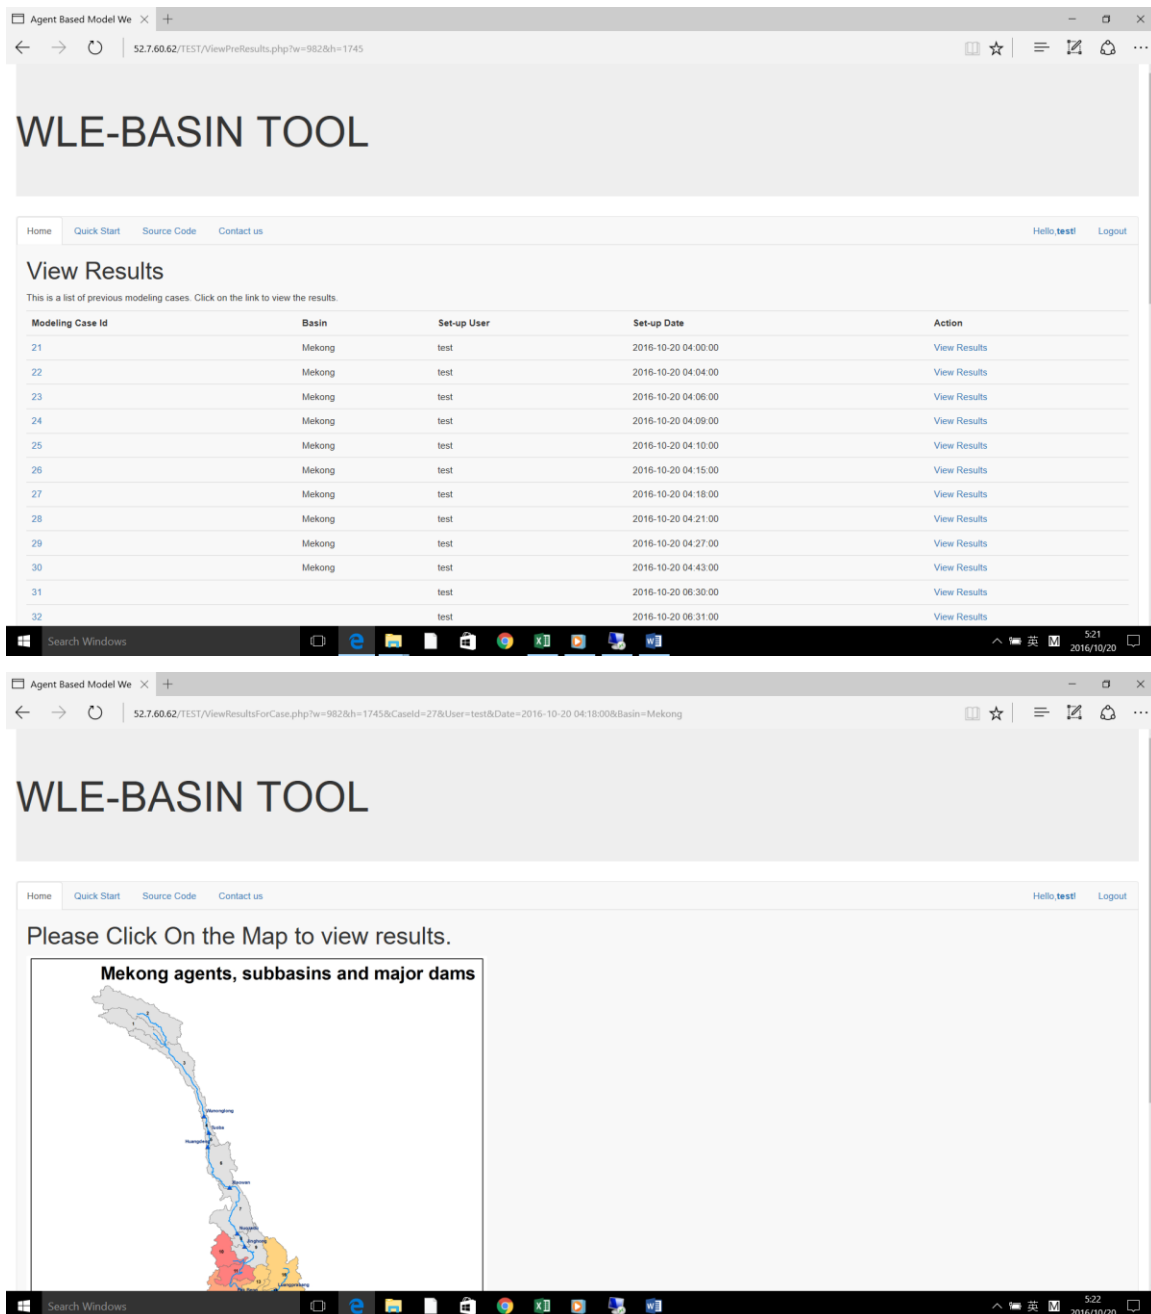 Agent Based Model We
52.7.60.62/TEST/ViewPreResults.php?w=982&h=1745
WLE-BASIN TOOL
Home Quick Start Source Code Contact us Hello,test! Logout
View Results
This is a list of previous modeling cases. Click on the link to view the results.
Modeling Case Id Basin Set-up User Set-up Date Action
21 Mekong test 2016-10-20 04:00:00 View Results
22 Mekong test 2016-10-20 04:04:00 View Results
23 Mekong test 2016-10-20 04:06:00 View Results
24 Mekong test 2016-10-20 04:09:00 View Results
25 Mekong test 2016-10-20 04:10:00 View Results
26 Mekong test 2016-10-20 04:15:00 View Results
27 Mekong test 2016-10-20 04:18:00 View Results
28 Mekong test 2016-10-20 04:21:00 View Results
29 Mekong test 2016-10-20 04:27:00 View Results
30 Mekong test 2016-10-20 04:43:00 View Results
31 test 2016-10-20 06:30:00 View Results
32 test 2016-10-20 06:31:00 View Results
Search Windows 英 M 5:21
2016/10/20
Agent Based Model We
52.7.60.62/TEST/ViewResultsForCase.php?w=982&h=1745&CaseId=27&User=test&Date=2016-10-20 04:18:00&Basin=Mekong
WLE-BASIN TOOL
Home Quick Start Source Code Contact us Hello,test! Logout
Please Click On the Map to view results.
Mekong agents, subbasins and major dams
2
1
3
6
7
9
10
Search Windows 英 M 5:22
2016/10/20